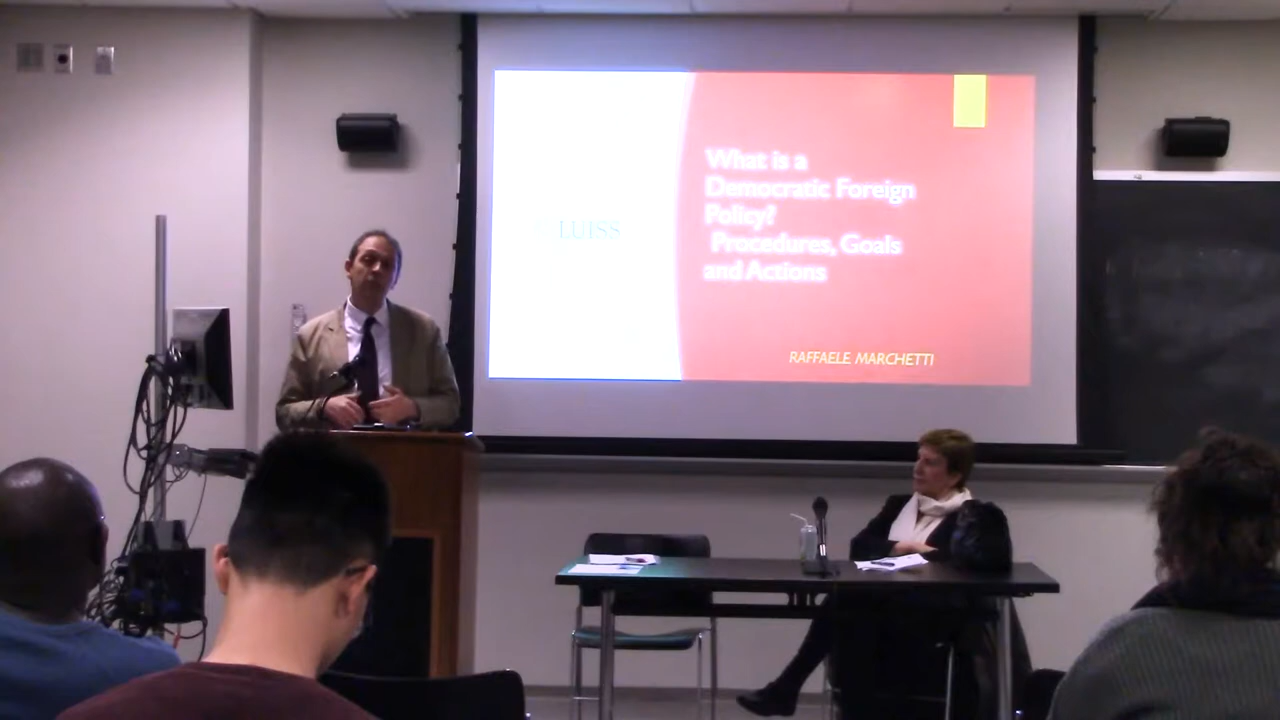 LUISS
What is a
Democratic Foreign
Policy?
Procedures, Goals
and Actions
RAFFAELE MARCHETTI